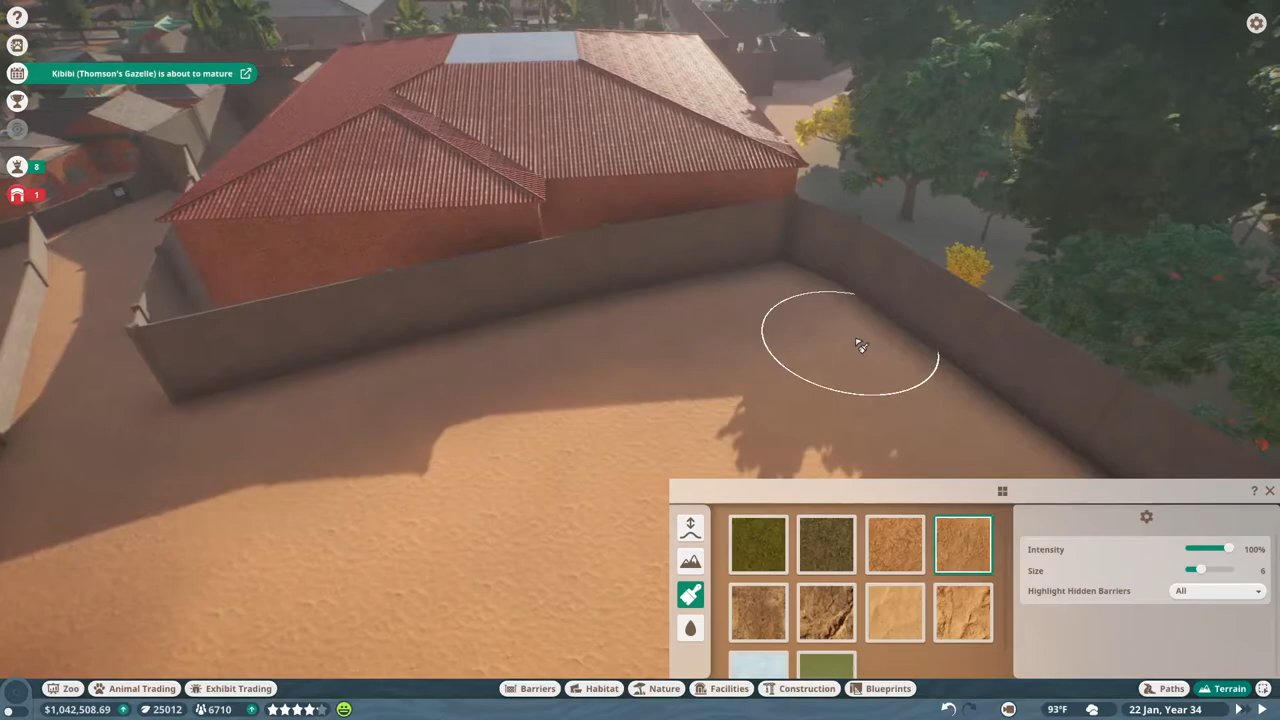 ?
Kibibi (Thomson's Gazelle) is about to mature
8
1
? ×
Intensity 100%
Size 6
Highlight Hidden Barriers All
Zoo Animal Trading Exhibit Trading Barriers Habitat Nature Facilities Construction Blueprints Paths Terrain
$1,042,508.69 25012 6710 93°F 22 Jan, Year 34